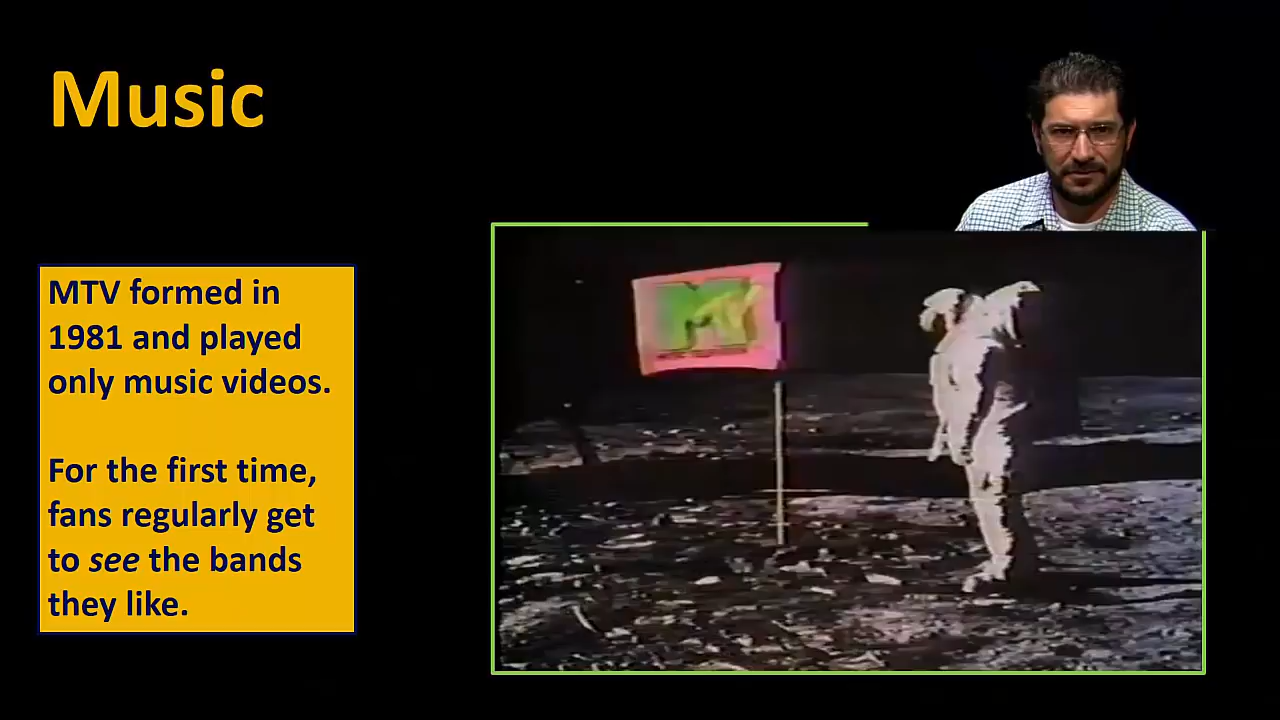 Music
MTV formed in
1981 and played
only music videos.
For the first time,
fans regularly get
to see the bands
they like.
MTV